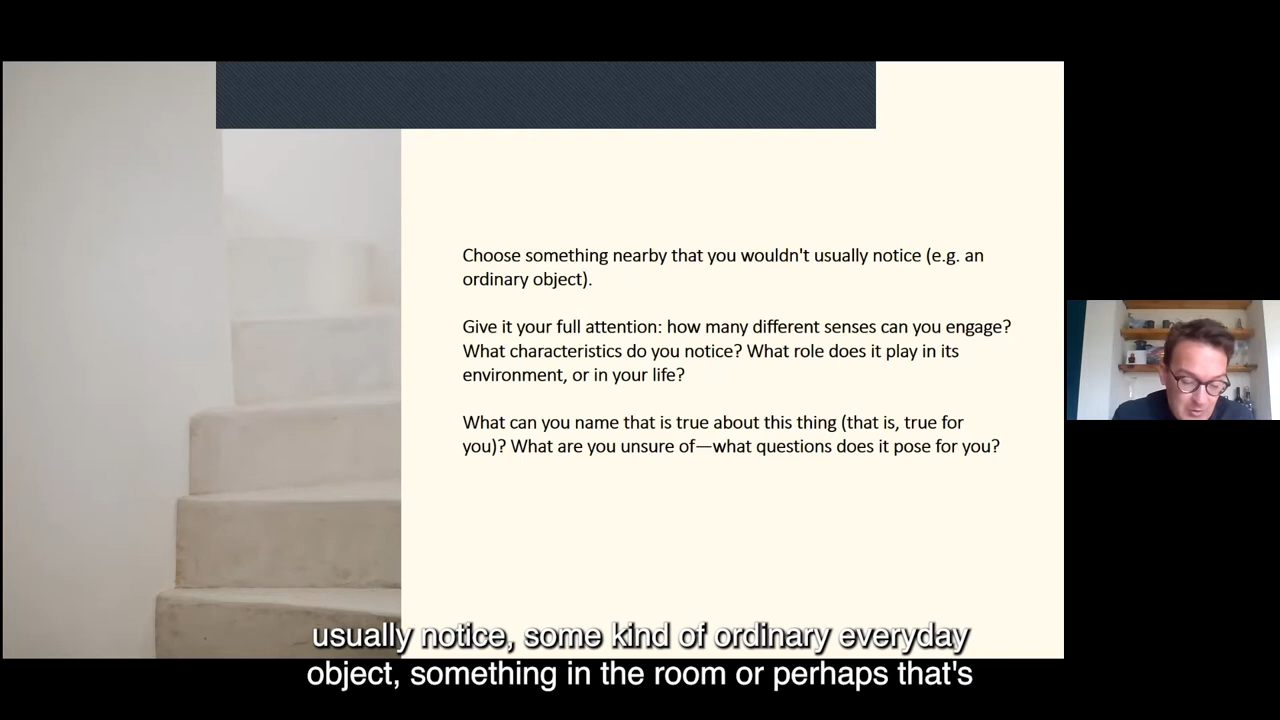 Choose something nearby that you wouldn't usually notice (e.g. an
ordinary object).
Give it your full attention: how many different senses can you engage?
What characteristics do you notice? What role does it play in its
environment, or in your life?
What can you name that is true about this thing (that is, true for
you)? What are you unsure of—what questions does it pose for you?
usually notice, some kind of ordinary everyday
object, something in the room or perhaps that's